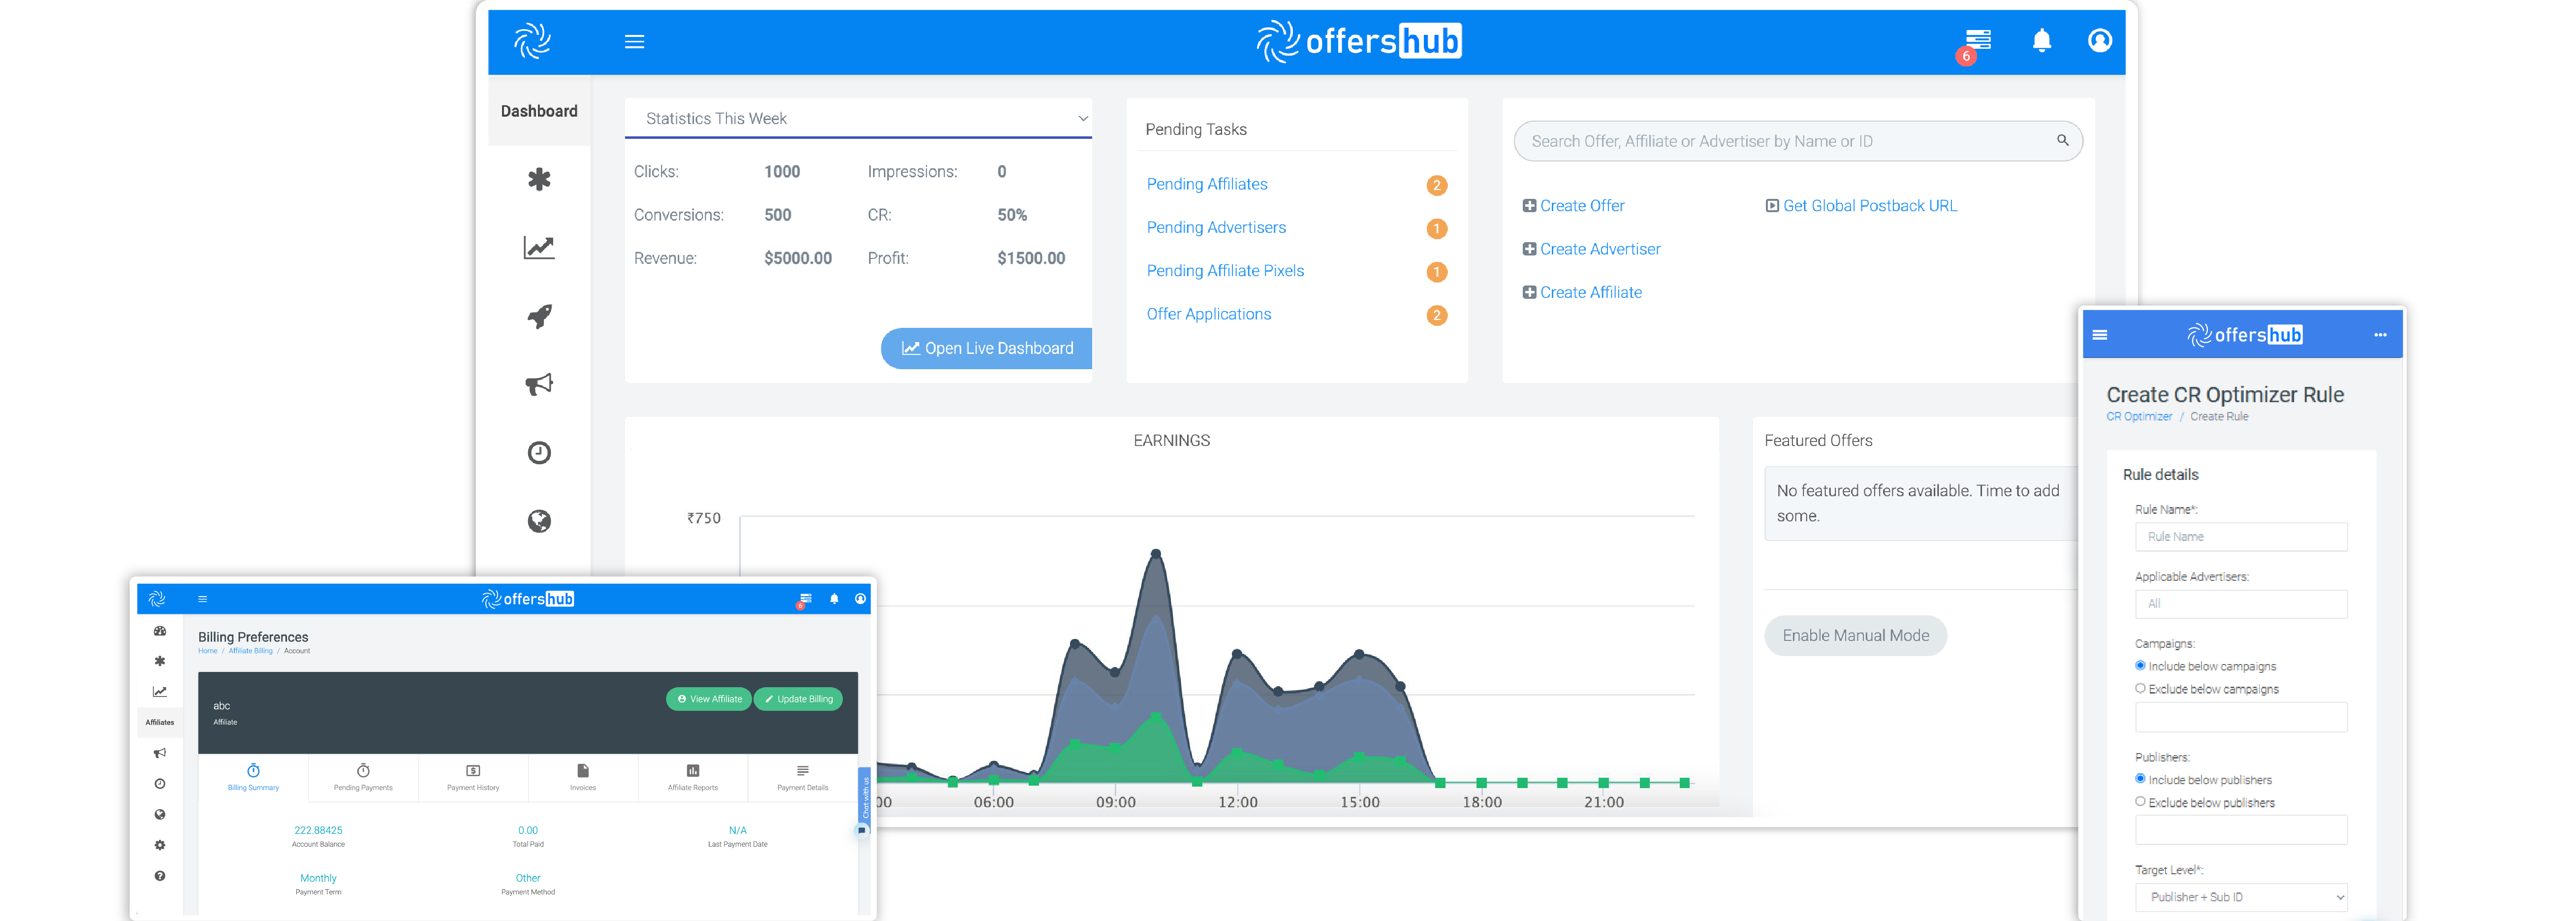 offershub
6
Dashboard
Statistics This Week
Clicks: 1000 Impressions: 0
Conversions: 500 CR: 50%
Revenue: $5000.00 Profit: $1500.00
Open Live Dashboard
Pending Tasks
Pending Affiliates 2
Pending Advertisers 1
Pending Affiliate Pixels 1
Offer Applications 2
Search Offer, Affiliate or Advertiser by Name or ID
Create Offer Get Global Postback URL
Create Advertiser
Create Affiliate
EARNINGS
₹750
00 06:00 09:00 12:00 15:00 18:00 21:00
Featured Offers
No featured offers available. Time to add
some.
Enable Manual Mode
offershub
6
Billing Preferences
Home / Affiliate Billing / Account
abc
Affiliate
View Affiliate Update Billing
Affiliates
Billing Summary Pending Payments Payment History Invoices Affiliate Reports Payment Details
222.88425 0.00 N/A
Account Balance Total Paid Last Payment Date
Monthly Other
Payment Term Payment Method
Chat with us
offershub
Create CR Optimizer Rule
CR Optimizer / Create Rule
Rule details
Rule Name*:
Rule Name
Applicable Advertisers:
All
Campaigns:
Include below campaigns
Exclude below campaigns
Publishers:
Include below publishers
Exclude below publishers
Target Level*:
Publisher + Sub ID